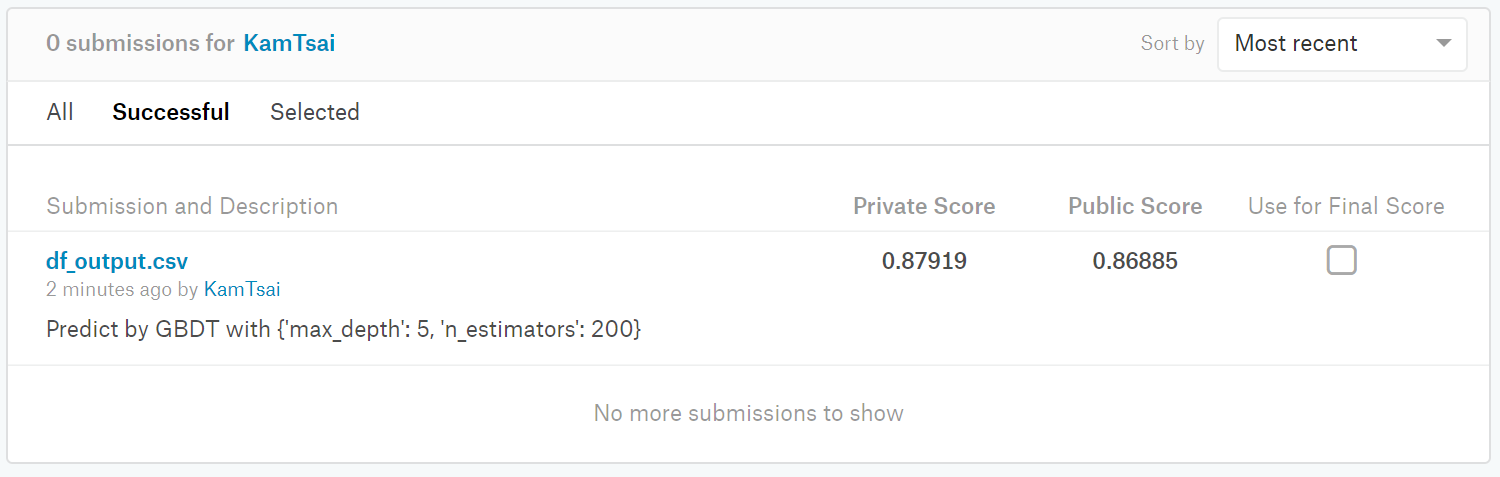 0 submissions for KamTsai Sort by Most recent
All Successful Selected
Submission and Description Private Score Public Score Use for Final Score
df_output.csv 0.87919 0.86885
2 minutes ago by KamTsai
Predict by GBDT with {'max_depth': 5, 'n_estimators': 200}
No more submissions to show